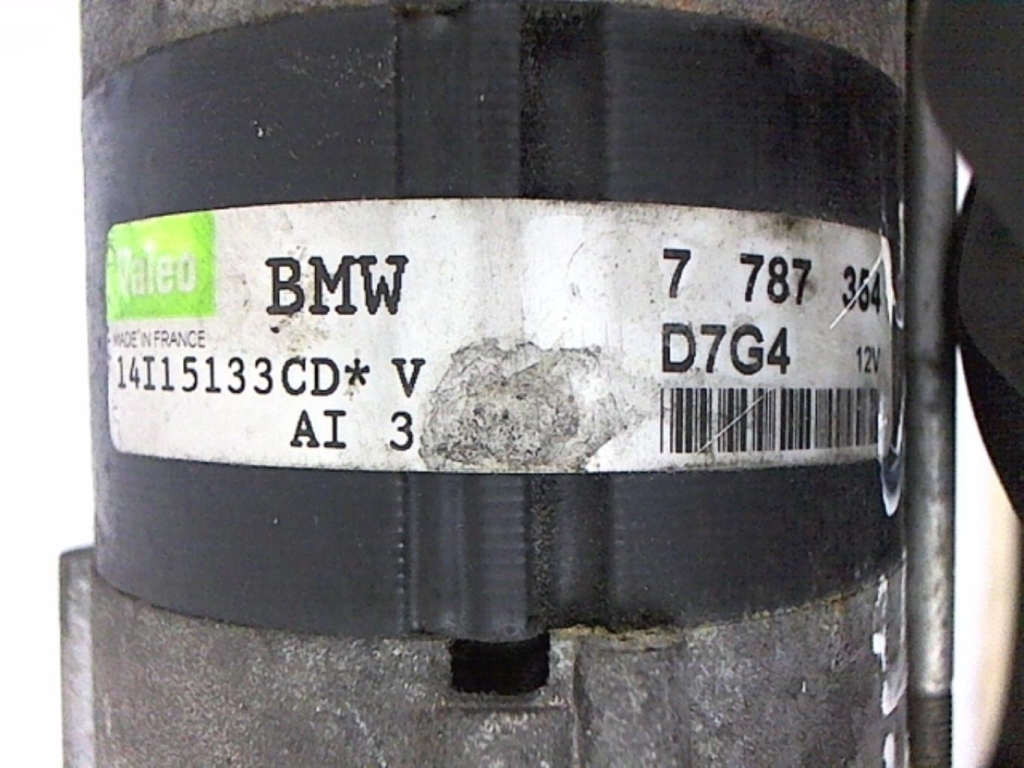 Valeo
BMW
7 787 354
MADE IN FRANCE
D7G4
12V
14I15133CD* V
AI 3